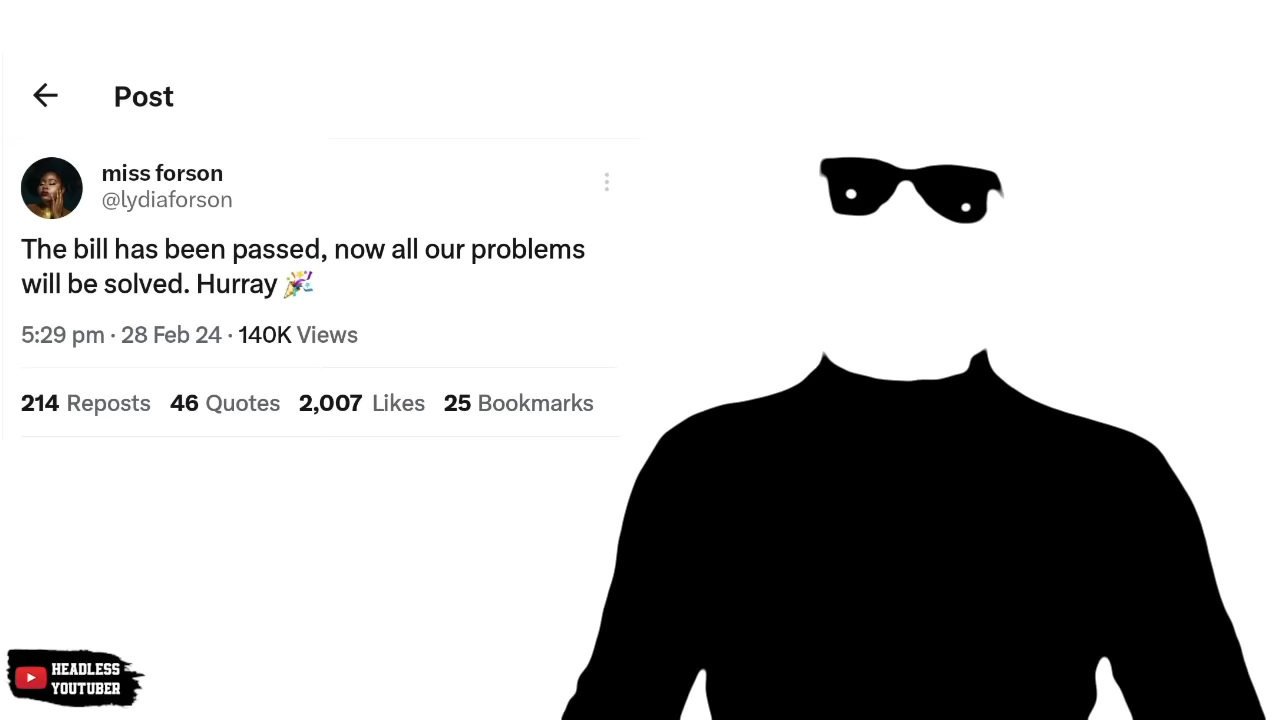 Post
miss forson
@lydiaforson
The bill has been passed, now all our problems
will be solved. Hurray 🎉
5:29 pm · 28 Feb 24 · 140K Views
214 Reposts 46 Quotes 2,007 Likes 25 Bookmarks
HEADLESS
YOUTUBER